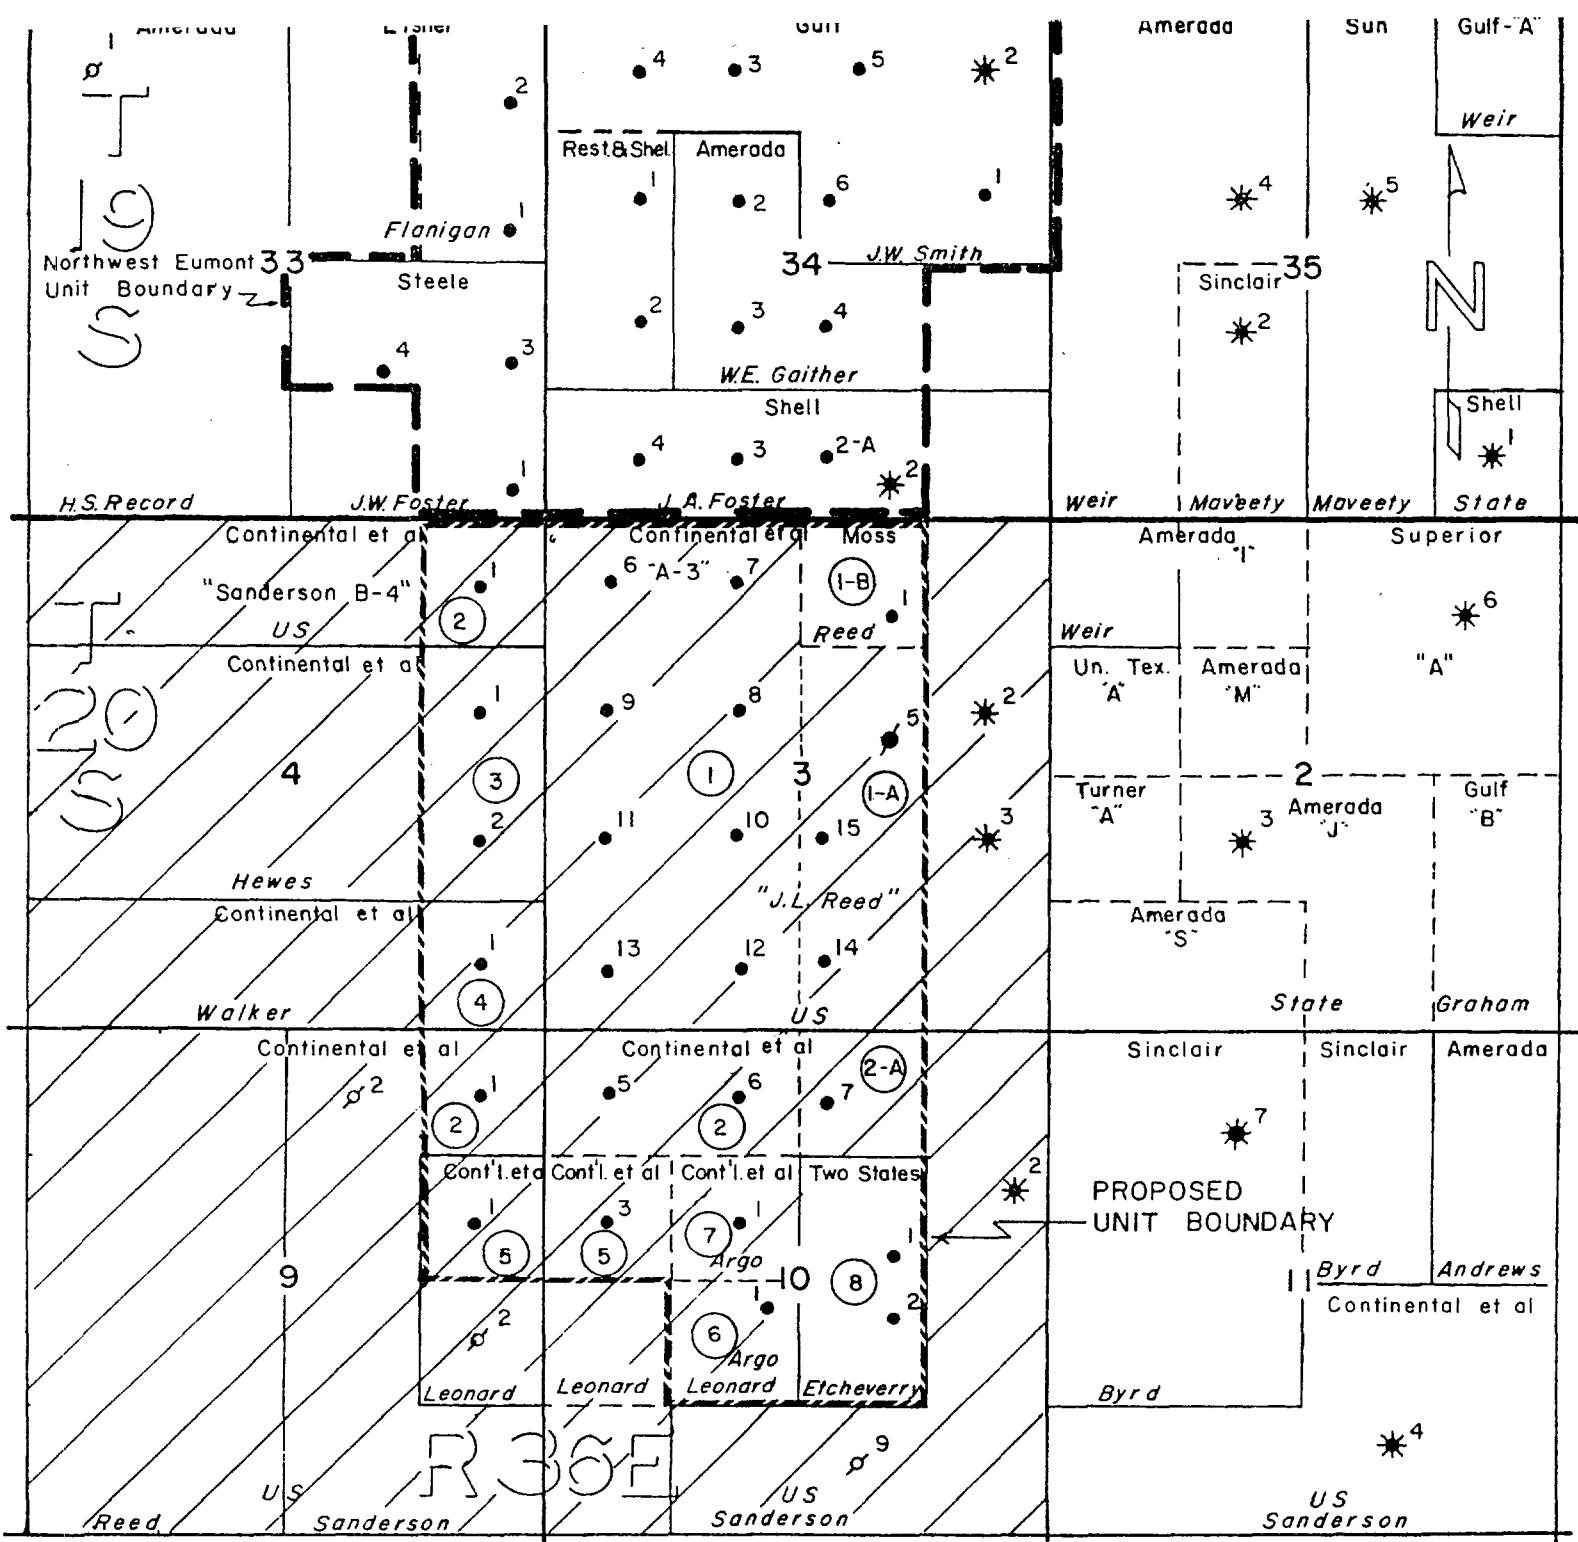 Amerada
Fisher
Gulf
Amerada
Sun
Gulf-"A"
1
4
3
5
2
2
Weir
T
19
S
Rest.&Shel.
Amerada
1
2
6
1
4
5
Flanigan
1
J.W. Smith
Northwest Eumont
Unit Boundary
33
34
35
Steele
Sinclair
N
2
3
4
2
4
3
W.E. Gaither
Shell
Shell
4
3
2-A
2
1
1
H.S. Record
J.W. Foster
J.A. Foster
Weir
Maveety
Maveety
State
Continental et al
Continental et al
Moss
Amerada
"I"
Superior
"Sanderson B-4"
1
6
"A-3"
7
1-B
1
6
2
US
Reed
Weir
T
20
S
Continental et al
Un. Tex.
"A"
Amerada
"M"
"A"
1
9
8
5
2
4
3
1
3
1-A
2
Turner
"A"
Amerada
"J"
Gulf
"B"
2
11
10
15
3
3
Hewes
"J.L. Reed"
Continental et al
Amerada
"S"
1
13
12
14
4
Walker
US
State
Graham
Continental et al
Continental et al
Sinclair
Sinclair
Amerada
2
1
5
6
7
2-A
7
2
2
Cont'l. et a
Cont'l. et al
Cont'l. et al
Two States
2
PROPOSED
UNIT BOUNDARY
1
3
1
1
5
5
7
Argo
9
10
8
11
Byrd
Andrews
Continental et al
2
1
2
6
Argo
Leonard
Leonard
Leonard
Etcheverry
Byrd
R 36 E
9
4
US
US
US
Reed
Sanderson
Sanderson
Sanderson